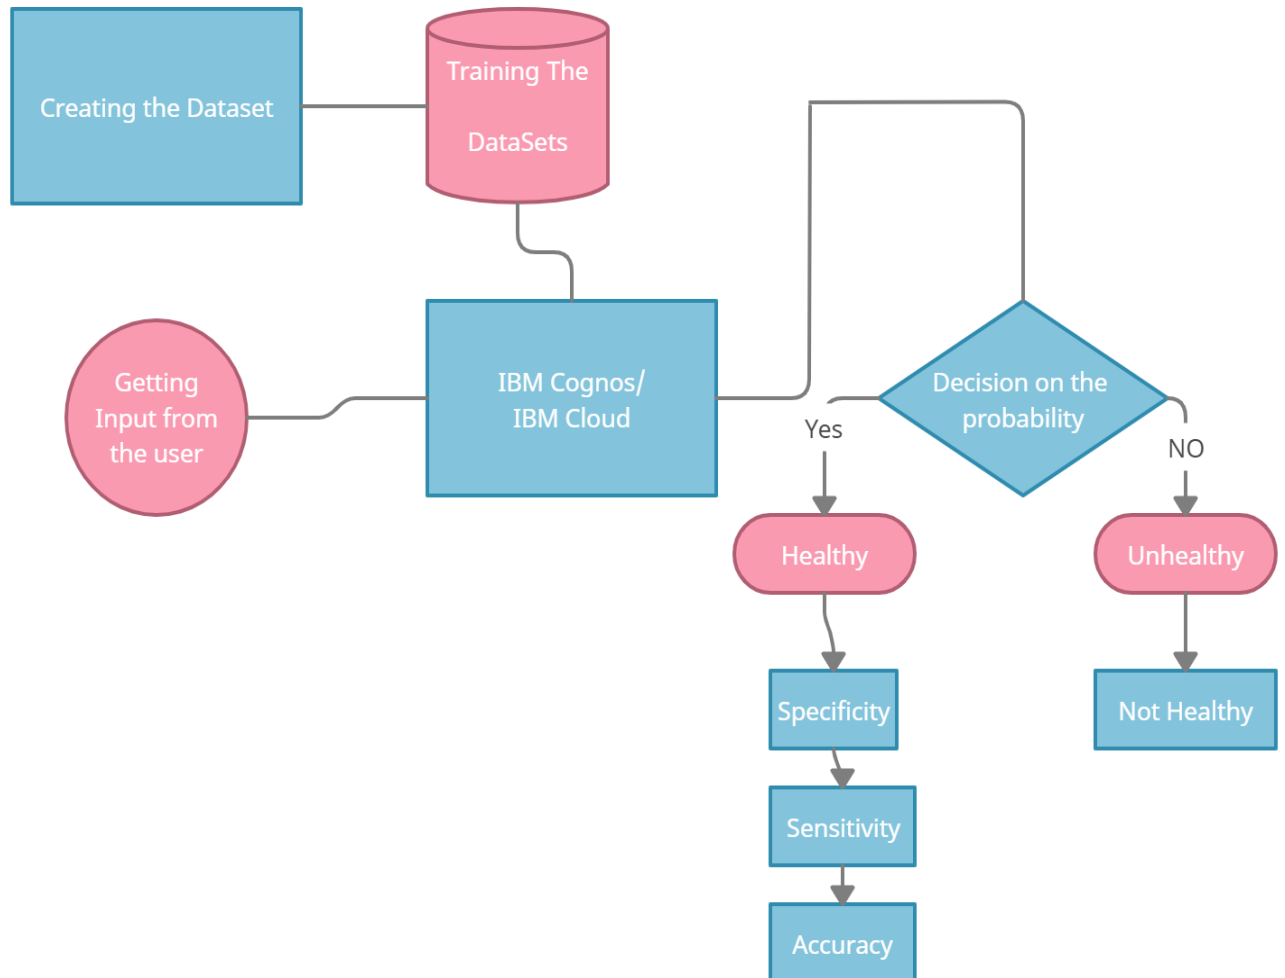 Creating the Dataset
Training The
DataSets
Getting
Input from
the user
IBM Cognos/
IBM Cloud
Decision on the
probability
Yes
NO
Healthy
Unhealthy
Specificity
Not Healthy
Sensitivity
Accuracy